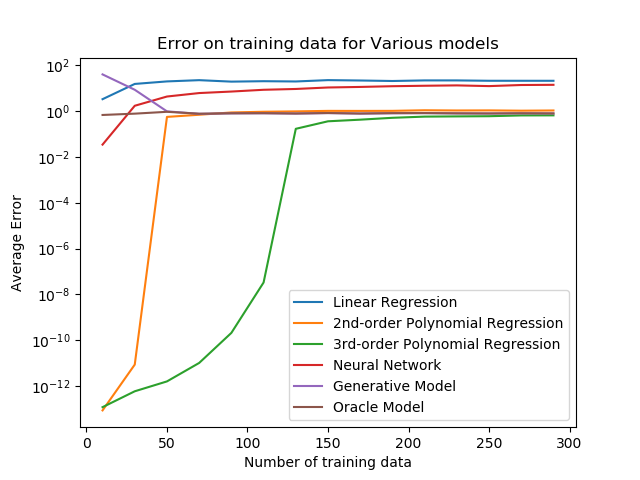 Error on training data for Various models
Average Error
10^2
10^0
10^−2
10^−4
10^−6
10^−8
10^−10
10^−12
Linear Regression
2nd-order Polynomial Regression
3rd-order Polynomial Regression
Neural Network
Generative Model
Oracle Model
0 50 100 150 200 250 300
Number of training data